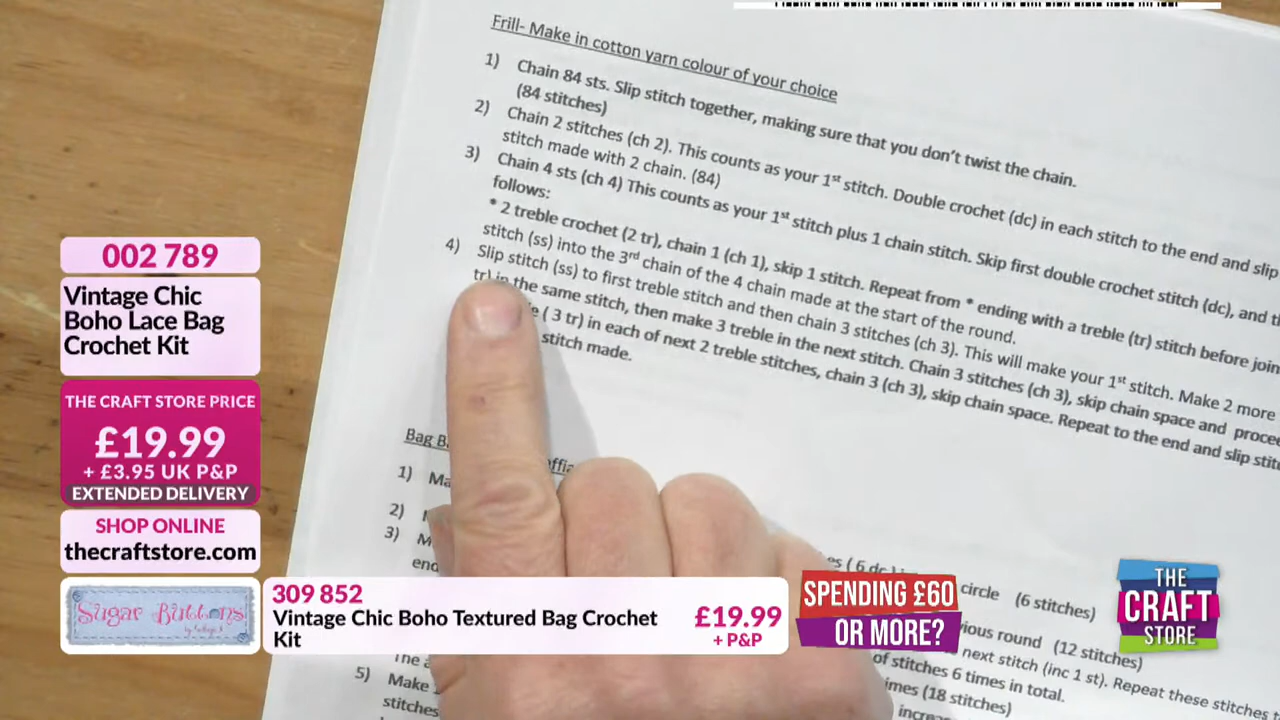 Frill- Make in cotton yarn colour of your choice
1) Chain 84 sts. Slip stitch together, making sure that you don't twist the chain.
(84 stitches)
2) Chain 2 stitches (ch 2). This counts as your 1st stitch. Double crochet (dc) in each stitch to the end and slip
stitch made with 2 chain. (84)
3) Chain 4 sts (ch 4) This counts as your 1st stitch plus 1 chain stitch. Skip first double crochet stitch (dc), and
follows:
* 2 treble crochet (2 tr), chain 1 (ch 1), skip 1 stitch. Repeat from * ending with a treble (tr) stitch before
stitch (ss) into the 3rd chain of the 4 chain made at the start of the round.
4) Slip stitch (ss) to first treble stitch and then chain 3 stitches (ch 3). This will make your 1st stitch. Make 2 more
tr) in the same stitch, then make 3 treble in the next stitch. Chain 3 stitches (ch 3), skip chain space and
( 3 tr) in each of next 2 treble stitches, chain 3 (ch 3), skip chain space. Repeat to the end and slip
stitch made.
Bag
1)
2)
3)
( 6 dc)
circle (6 stitches)
round (12 stitches)
next stitch (inc 1 st). Repeat these stitches
of stitches 6 times in total.
(18 stitches)
The
5) Make
stitches
002 789
Vintage Chic
Boho Lace Bag
Crochet Kit
THE CRAFT STORE PRICE
£19.99
+ £3.95 UK P&P
EXTENDED DELIVERY
SHOP ONLINE
thecraftstore.com
Sugar Buttons
309 852
Vintage Chic Boho Textured Bag Crochet
Kit
£19.99
+ P&P
SPENDING £60
OR MORE?
THE
CRAFT
STORE